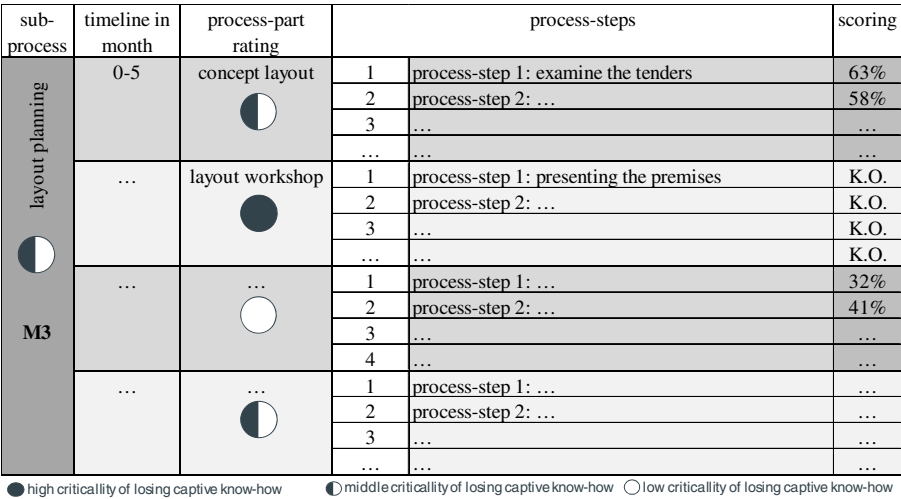 sub-process timeline in month process-part rating process-steps scoring
layout planning
M3
0-5 concept layout 1 process-step 1: examine the tenders 63%
2 process-step 2: … 58%
3 … …
… … …
… layout workshop 1 process-step 1: presenting the premises K.O.
2 process-step 2: … K.O.
3 … K.O.
… … K.O.
… … 1 process-step 1: … 32%
2 process-step 2: … 41%
3 … …
4 … …
… … 1 process-step 1: … …
2 process-step 2: … …
3 … …
… … …
high criticallity of losing captive know-how middle criticality of losing captive know-how low criticallity of losing captive know-how